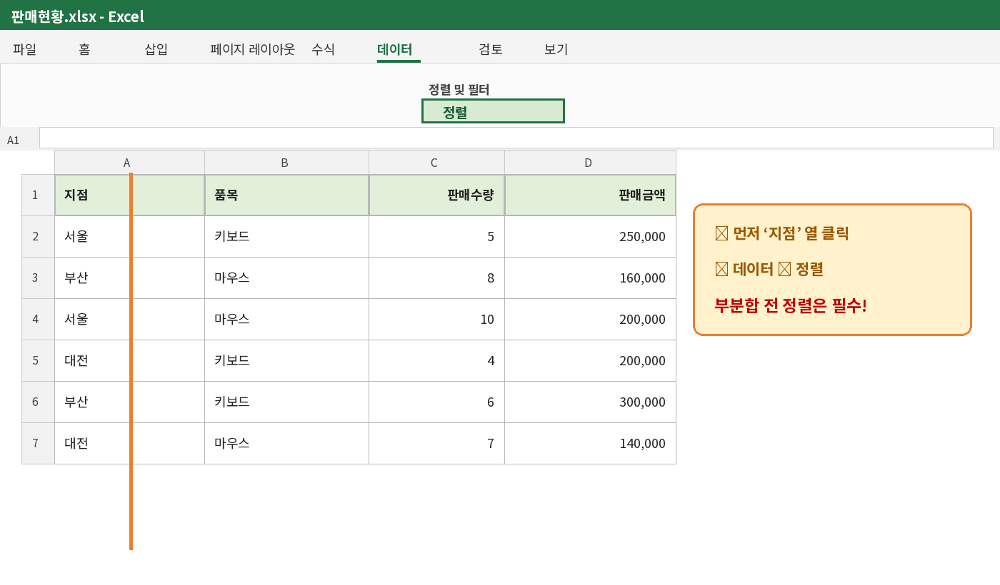 판매현황.xlsx - Excel
파일 홈 삽입 페이지 레이아웃 수식 데이터 검토 보기
정렬 및 필터
정렬
A1
A B C D
1 지점 품목 판매수량 판매금액
2 서울 키보드 5 250,000
3 부산 마우스 8 160,000
4 서울 마우스 10 200,000
5 대전 키보드 4 200,000
6 부산 키보드 6 300,000
7 대전 마우스 7 140,000
먼저 ‘지점’ 열 클릭
데이터 정렬
부분합 전 정렬은 필수!